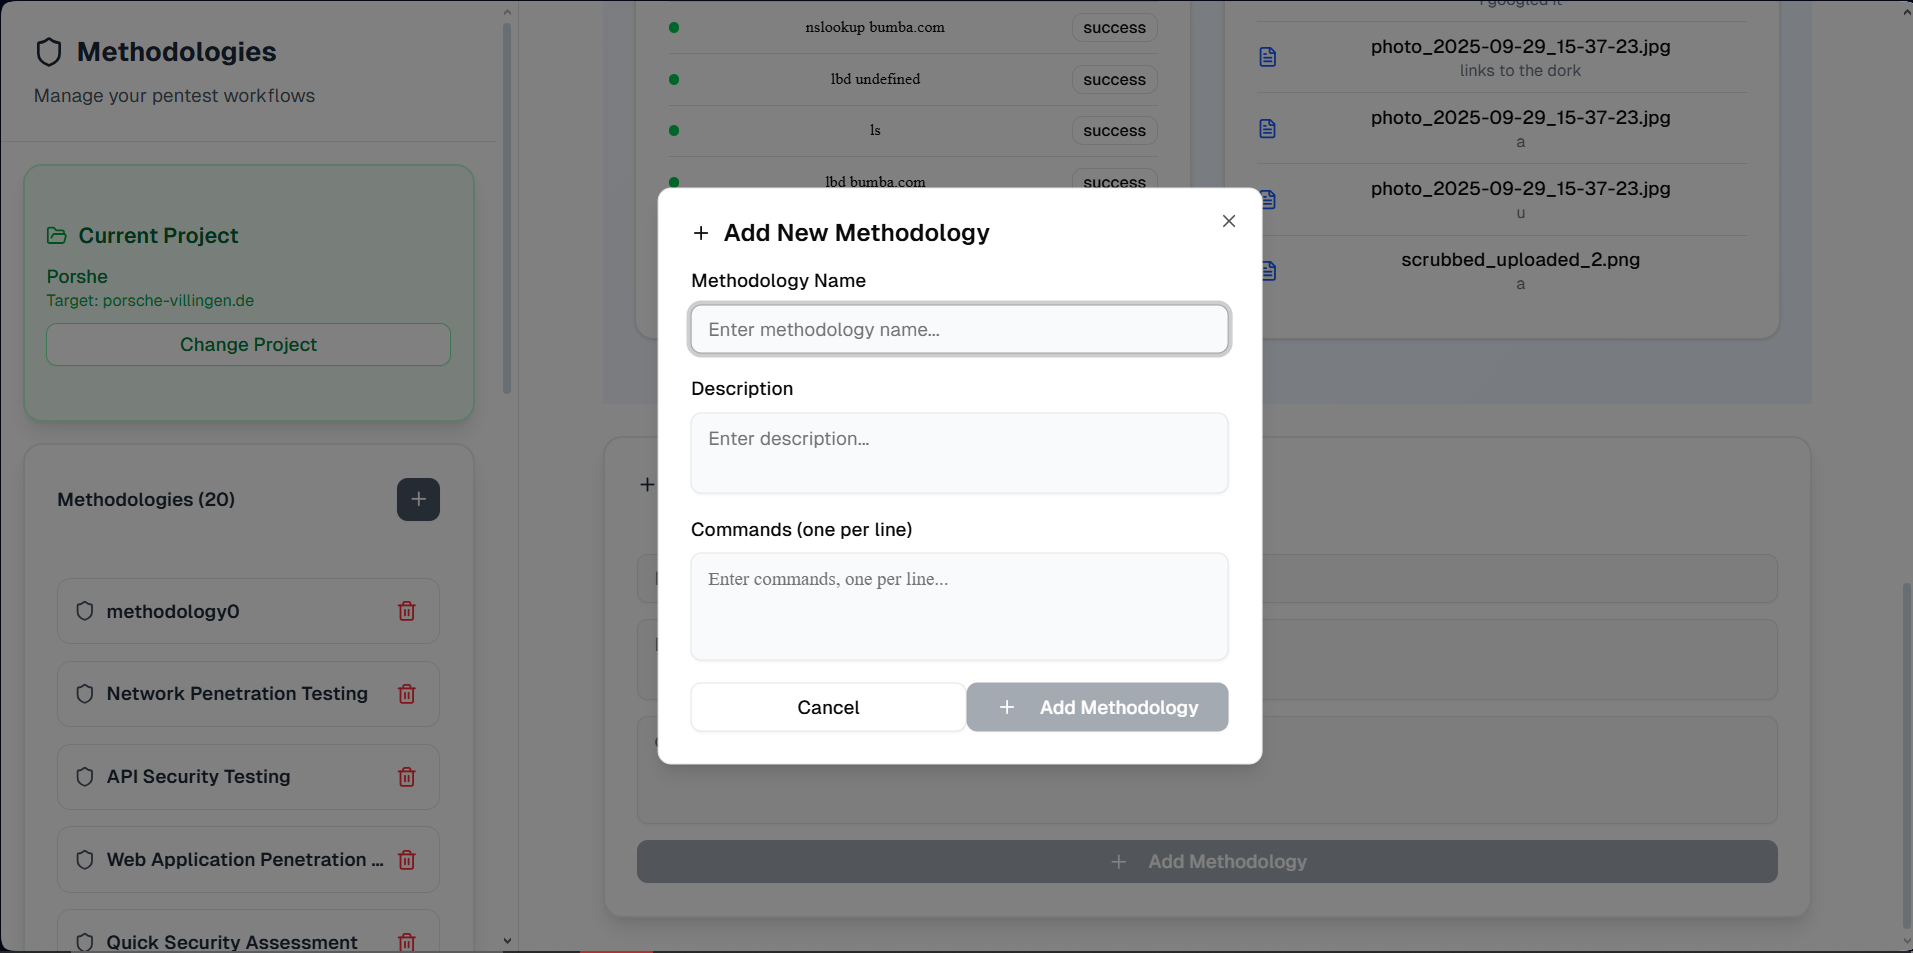 Methodologies
Manage your pentest workflows
Current Project
Porshe
Target: porsche-villingen.de
Change Project
Methodologies (20)
methodology0
Network Penetration Testing
API Security Testing
Web Application Penetration ...
Quick Security Assessment
nslookup bumba.com
success
lbd undefined
success
ls
success
lbd bumba.com
success
I googled it
photo_2025-09-29_15-37-23.jpg
links to the dork
photo_2025-09-29_15-37-23.jpg
a
photo_2025-09-29_15-37-23.jpg
u
scrubbed_uploaded_2.png
a
Add New Methodology
Methodology Name
Enter methodology name...
Description
Enter description...
Commands (one per line)
Enter commands, one per line...
Cancel
Add Methodology
Add Methodology